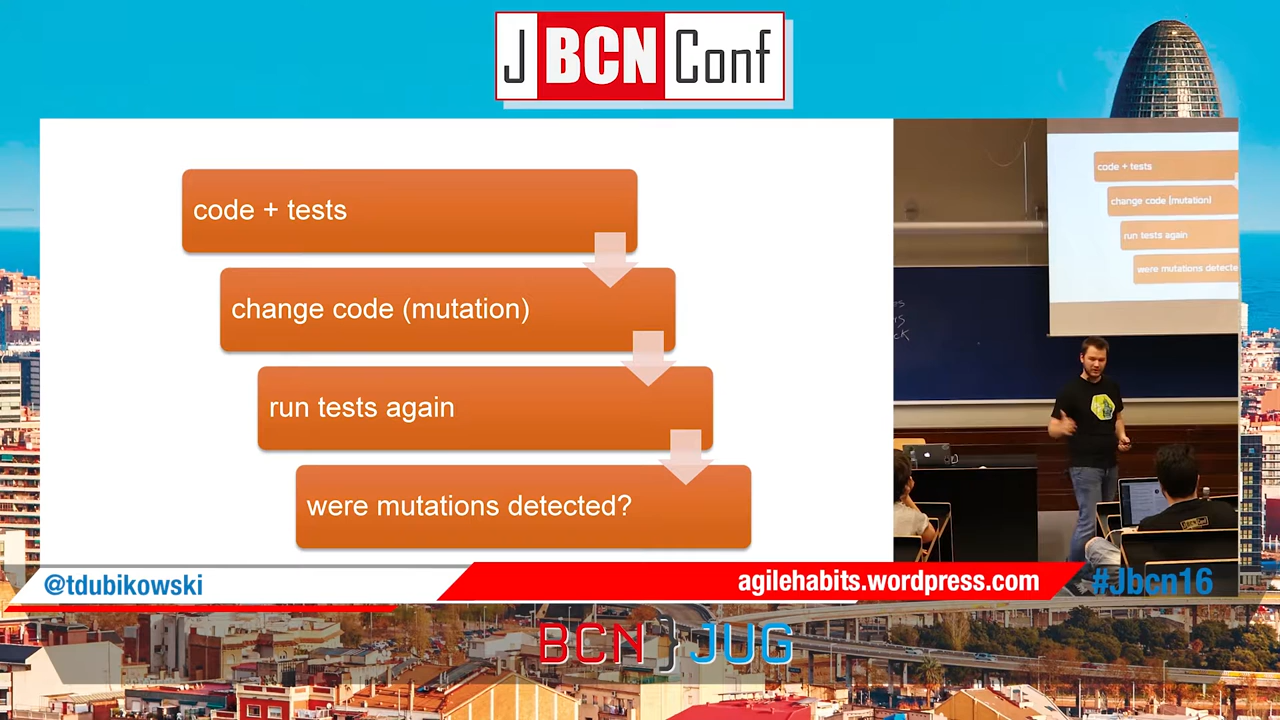 JBCNConf
code + tests
change code (mutation)
run tests again
were mutations detected?
code + tests
change code (mutation)
run tests again
were mutations detecte
@tdubikowski
agilehabits.wordpress.com
#Jbcn16
BCN JUG